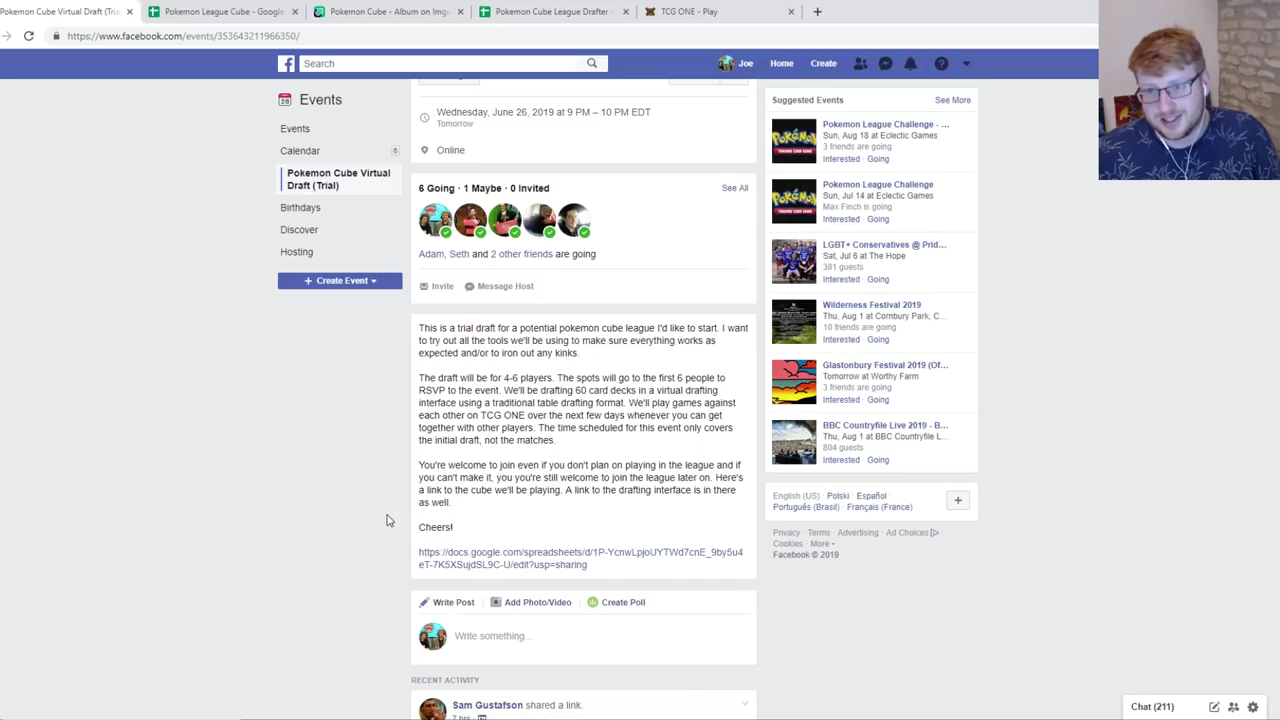 Pokemon Cube Virtual Draft (Tria
Pokemon League Cube - Google
Pokemon Cube - Album on Imgu
Pokemon Cube League Drafter -
TCG ONE - Play
https://www.facebook.com/events/353643211966350/
Search
Joe
Home
Create
Events
Events
Calendar
6
Pokemon Cube Virtual
Draft (Trial)
Birthdays
Discover
Hosting
+ Create Event
Wednesday, June 26, 2019 at 9 PM – 10 PM EDT
Tomorrow
Online
6 Going · 1 Maybe · 0 Invited
See All
Adam, Seth and 2 other friends are going
Invite
Message Host
This is a trial draft for a potential pokemon cube league I'd like to start. I want
to try out all the tools we'll be using to make sure everything works as
expected and/or to iron out any kinks.
The draft will be for 4-6 players. The spots will go to the first 6 people to
RSVP to the event. We'll be drafting 60 card decks in a virtual drafting
interface using a traditional table drafting format. We'll play games against
each other on TCG ONE over the next few days whenever you can get
together with other players. The time scheduled for this event only covers
the initial draft, not the matches.
You're welcome to join even if you don't plan on playing in the league and if
you can't make it, you you're still welcome to join the league later on. Here's
a link to the cube we'll be playing. A link to the drafting interface is in there
as well.
Cheers!
https://docs.google.com/spreadsheets/d/1P-YcnwLpjoUYTWd7cnE_9by5u4
eT-7K5XSujdSL9C-U/edit?usp=sharing
Write Post
Add Photo/Video
Create Poll
Write something...
RECENT ACTIVITY
Sam Gustafson shared a link.
7 hrs
Suggested Events
See More
Pokemon League Challenge - ...
Sun, Aug 18 at Eclectic Games
3 friends are going
Interested · Going
Pokemon League Challenge
Sun, Jul 14 at Eclectic Games
Max Finch is going
Interested · Going
LGBT+ Conservatives @ Prid...
Sat, Jul 6 at The Hope
381 guests
Interested · Going
Wilderness Festival 2019
Thu, Aug 1 at Cornbury Park, C...
10 friends are going
Interested · Going
Glastonbury Festival 2019 (Of...
Tomorrow at Worthy Farm
3 friends are going
Interested · Going
BBC Countryfile Live 2019 - B...
Thu, Aug 1 at BBC Countryfile L...
804 guests
Interested · Going
English (US) · Polski · Español ·
Português (Brasil) · Français (France)
Privacy · Terms · Advertising · Ad Choices
Cookies · More
Facebook © 2019
Chat (211)